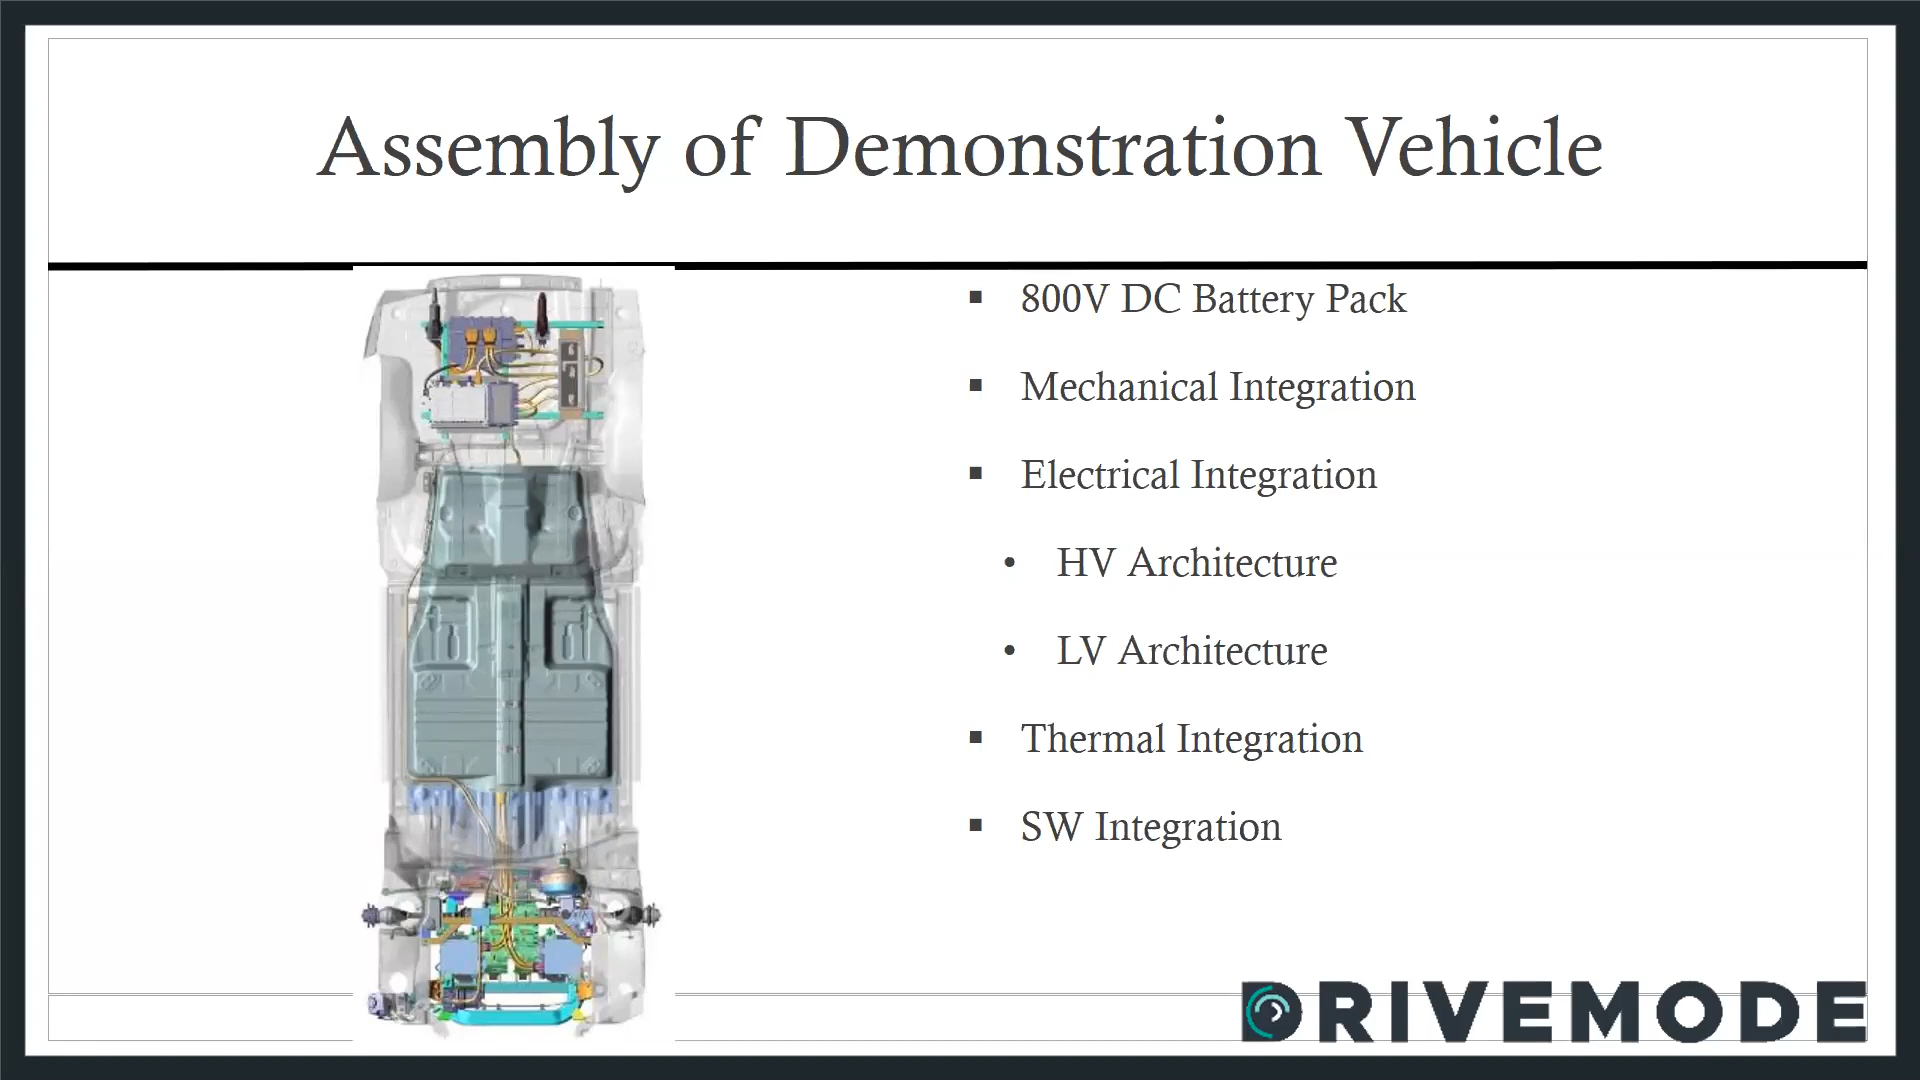 Assembly of Demonstration Vehicle
▪ 800V DC Battery Pack
▪ Mechanical Integration
▪ Electrical Integration
• HV Architecture
• LV Architecture
▪ Thermal Integration
▪ SW Integration
DRIVEMODE